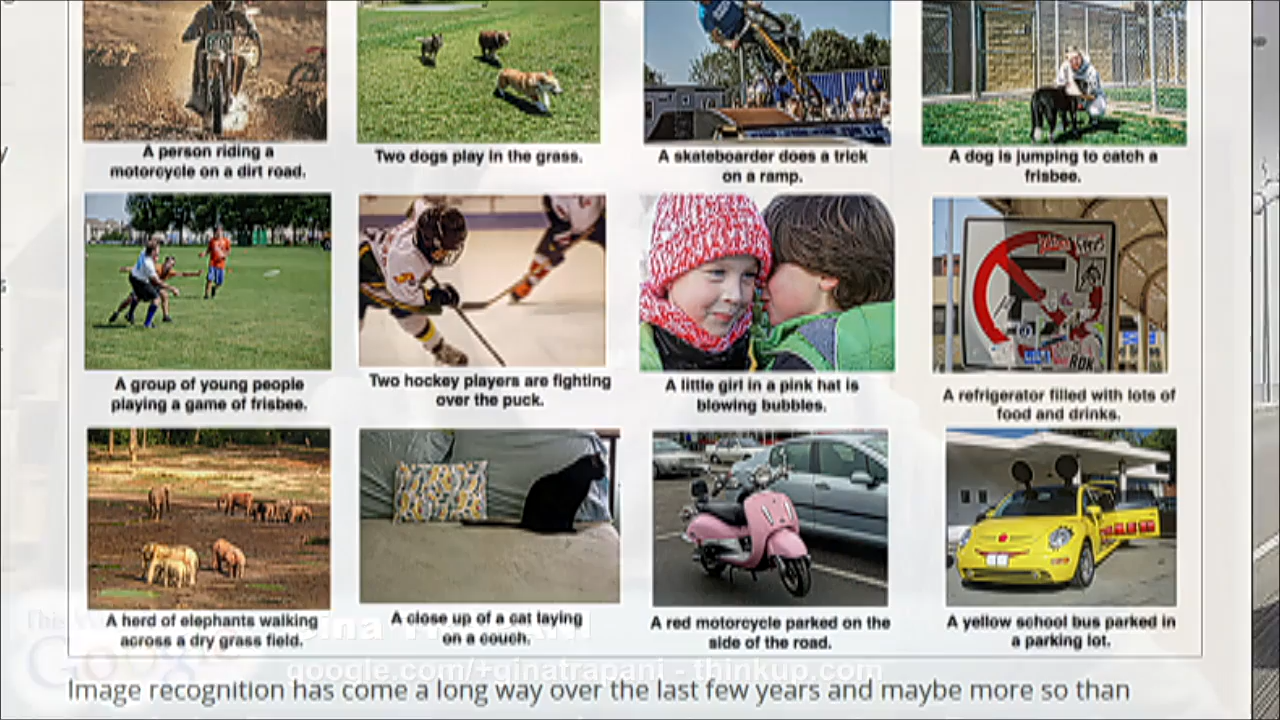 A person riding a
motorcycle on a dirt road.
Two dogs play in the grass.
A skateboarder does a trick
on a ramp.
A dog is jumping to catch a
frisbee.
A group of young people
playing a game of frisbee.
Two hockey players are fighting
over the puck.
A little girl in a pink hat is
blowing bubbles.
A refrigerator filled with lots of
food and drinks.
A herd of elephants walking
across a dry grass field.
A close up of a cat laying
on a couch.
A red motorcycle parked on the
side of the road.
A yellow school bus parked in
a parking lot.
Google
google.com/+ginatrapani - thinkup.com
Image recognition has come a long way over the last few years and maybe more so than